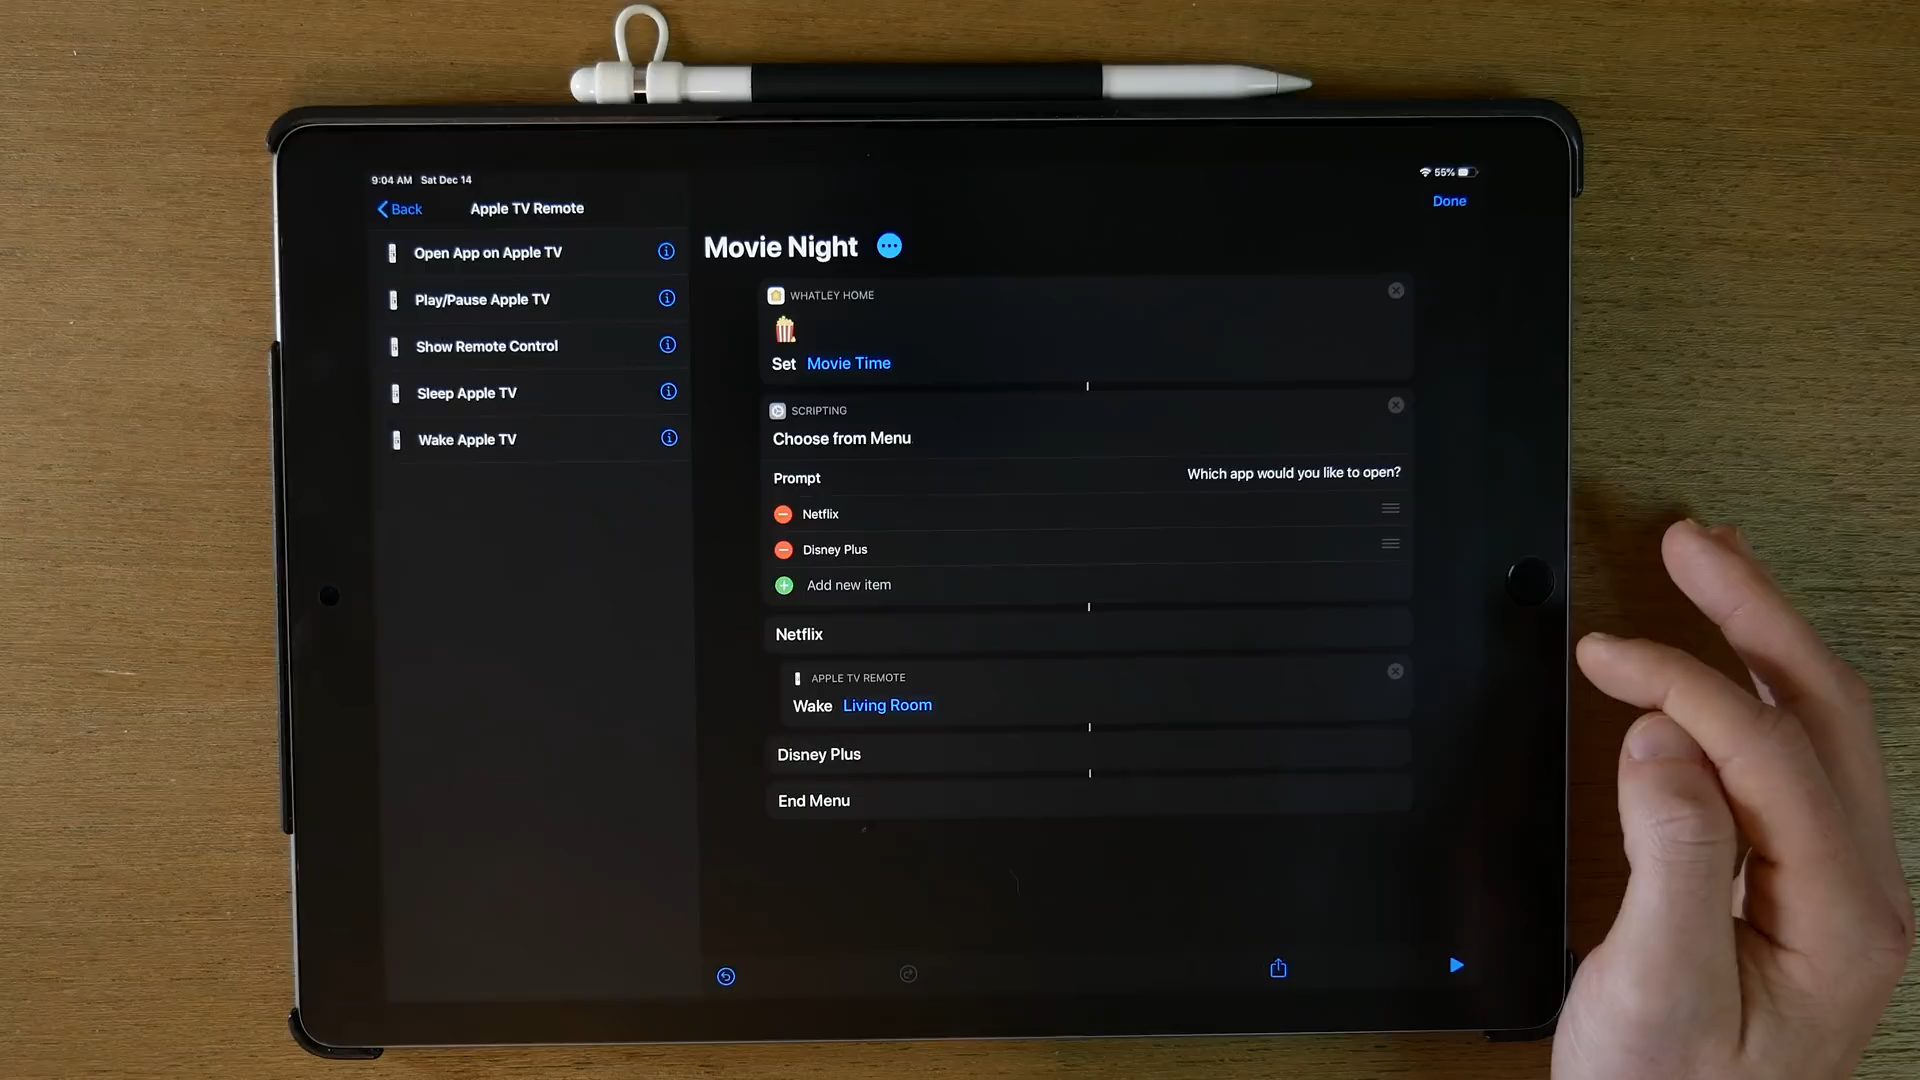 9:04 AM Sat Dec 14
55%
Back
Apple TV Remote
Done
Open App on Apple TV
Play/Pause Apple TV
Show Remote Control
Sleep Apple TV
Wake Apple TV
Movie Night
WHATLEY HOME
Set Movie Time
SCRIPTING
Choose from Menu
Prompt Which app would you like to open?
Netflix
Disney Plus
Add new item
Netflix
APPLE TV REMOTE
Wake Living Room
Disney Plus
End Menu